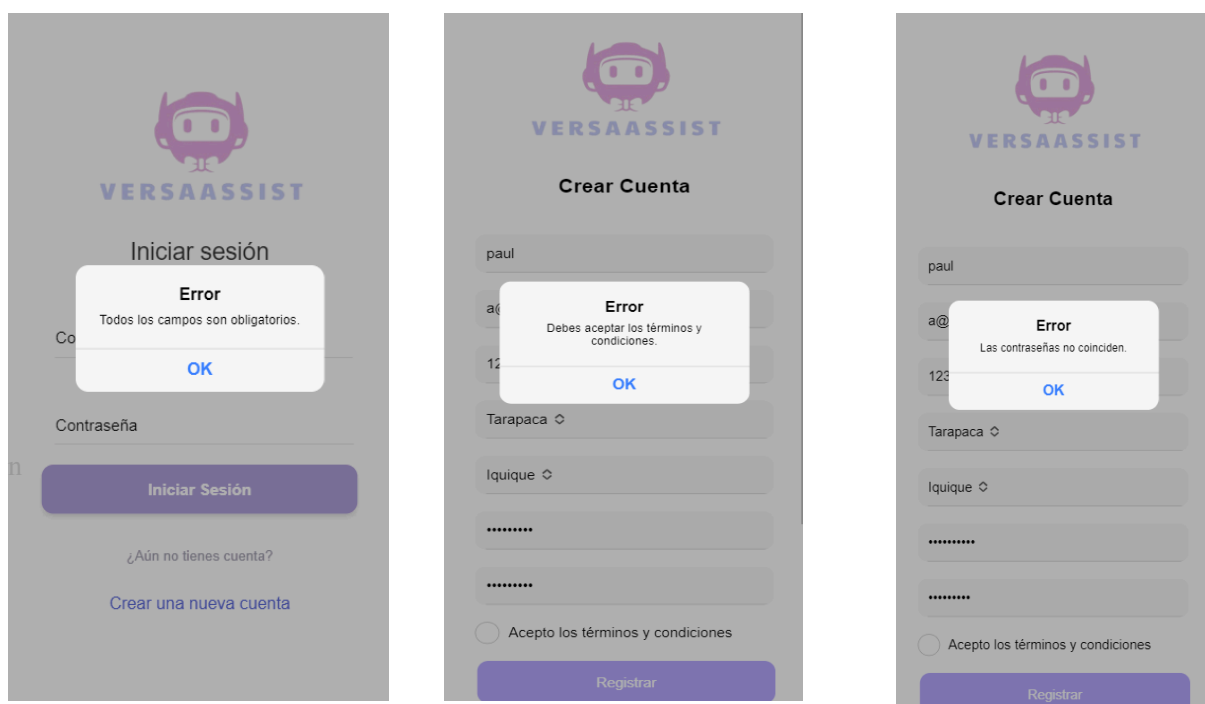 VERSAASSIST
Iniciar sesión
Error
Todos los campos son obligatorios.
Co
OK
Contraseña
n
Iniciar Sesión
¿Aún no tienes cuenta?
Crear una nueva cuenta
VERSAASSIST
Crear Cuenta
paul
a@
Error
Debes aceptar los términos y
condiciones.
12
OK
Tarapaca
Iquique
•••••••••
•••••••••
Acepto los términos y condiciones
Registrar
VERSAASSIST
Crear Cuenta
paul
a@
Error
Las contraseñas no coinciden.
123
OK
Tarapaca
Iquique
••••••••••
•••••••••
Acepto los términos y condiciones
Registrar